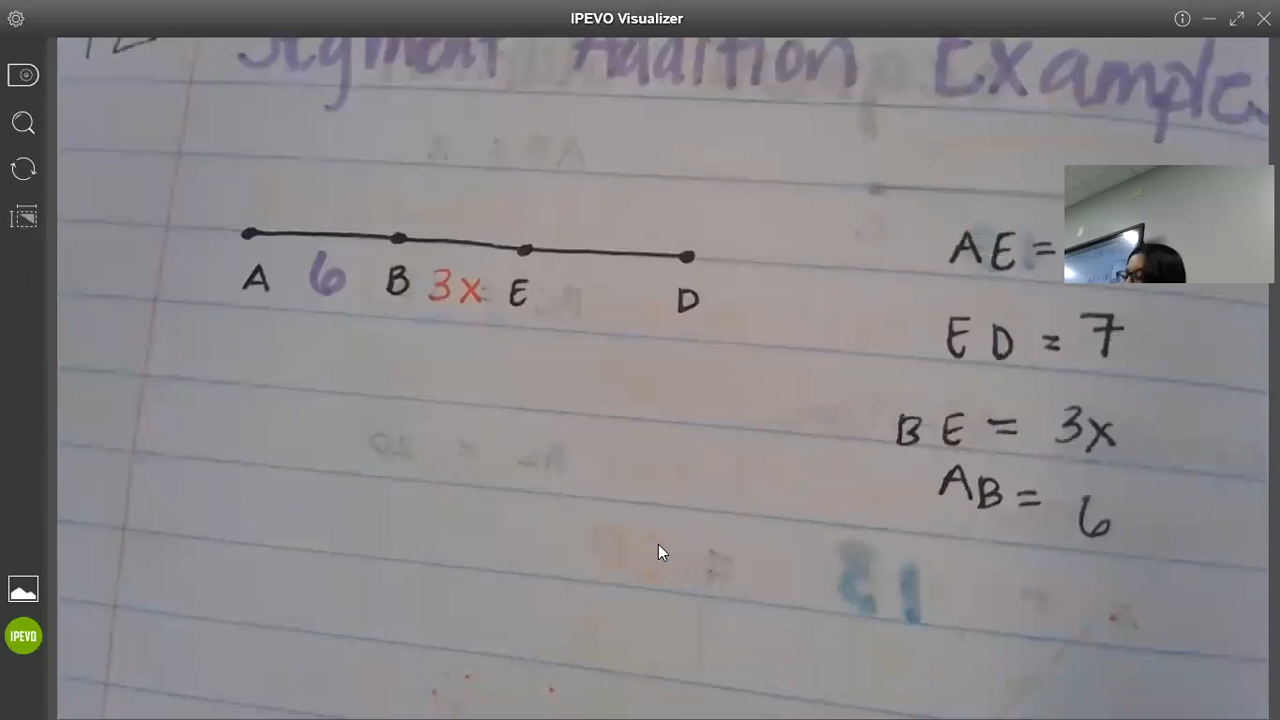 IPEVO Visualizer
Segment Addition Example
A 6 B 3x E D
AE =
ED = 7
BE = 3x
AB = 6
IPEVO